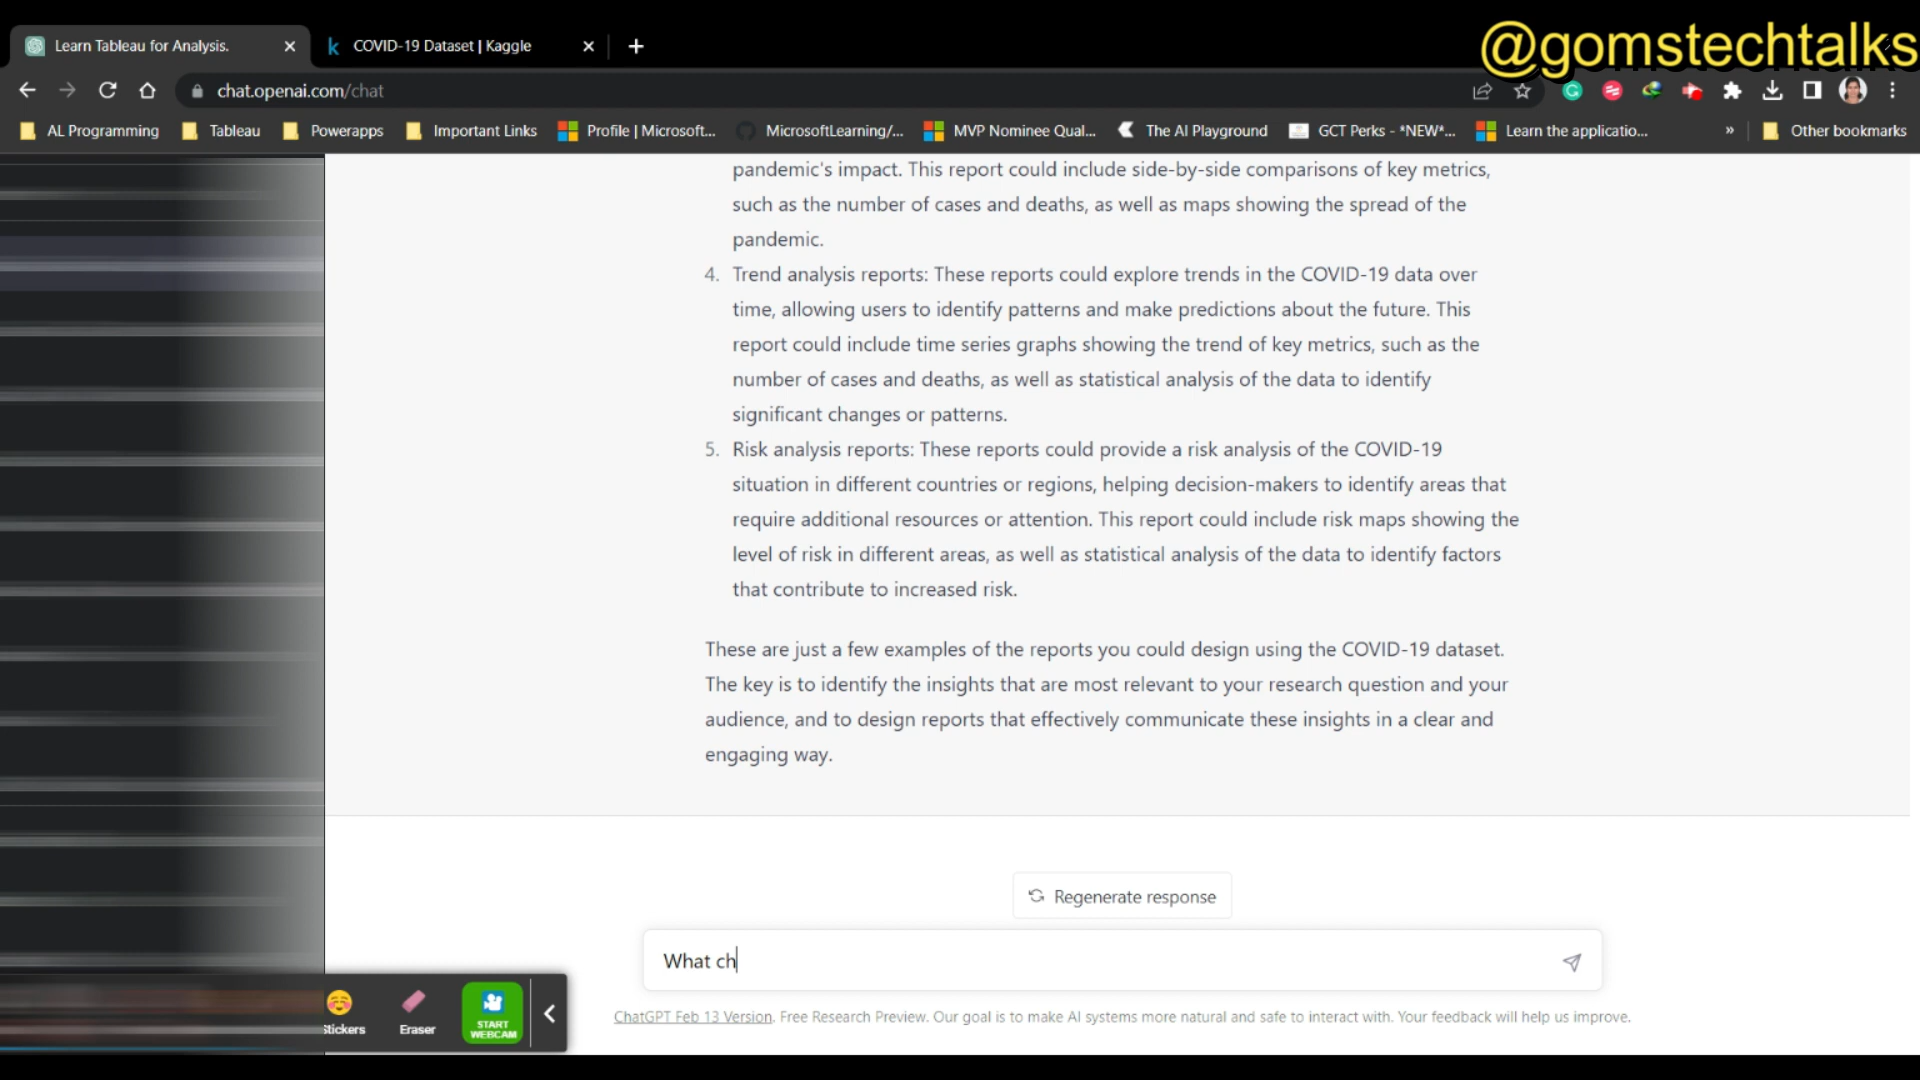 @gomstechtalks
Learn Tableau for Analysis.
COVID-19 Dataset | Kaggle
chat.openai.com/chat
AL Programming
Tableau
Powerapps
Important Links
Profile | Microsoft...
MicrosoftLearning/...
MVP Nominee Qual...
The AI Playground
GCT Perks - *NEW*...
Learn the applicatio...
»
Other bookmarks
pandemic's impact. This report could include side-by-side comparisons of key metrics,
such as the number of cases and deaths, as well as maps showing the spread of the
pandemic.
4. Trend analysis reports: These reports could explore trends in the COVID-19 data over
time, allowing users to identify patterns and make predictions about the future. This
report could include time series graphs showing the trend of key metrics, such as the
number of cases and deaths, as well as statistical analysis of the data to identify
significant changes or patterns.
5. Risk analysis reports: These reports could provide a risk analysis of the COVID-19
situation in different countries or regions, helping decision-makers to identify areas that
require additional resources or attention. This report could include risk maps showing the
level of risk in different areas, as well as statistical analysis of the data to identify factors
that contribute to increased risk.
These are just a few examples of the reports you could design using the COVID-19 dataset.
The key is to identify the insights that are most relevant to your research question and your
audience, and to design reports that effectively communicate these insights in a clear and
engaging way.
Regenerate response
What ch
Stickers
Eraser
START
WEBCAM
ChatGPT Feb 13 Version. Free Research Preview. Our goal is to make AI systems more natural and safe to interact with. Your feedback will help us improve.